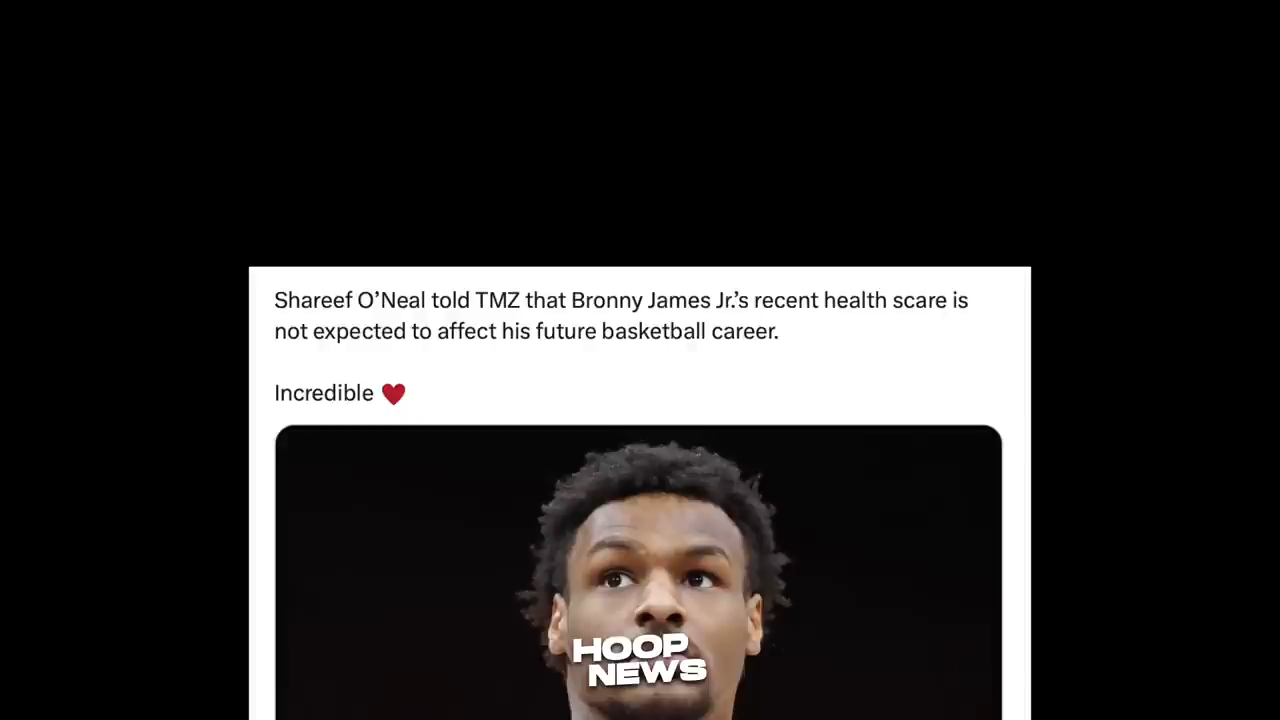 Shareef O’Neal told TMZ that Bronny James Jr.’s recent health scare is
not expected to affect his future basketball career.
Incredible ❤️
HOOP
NEWS